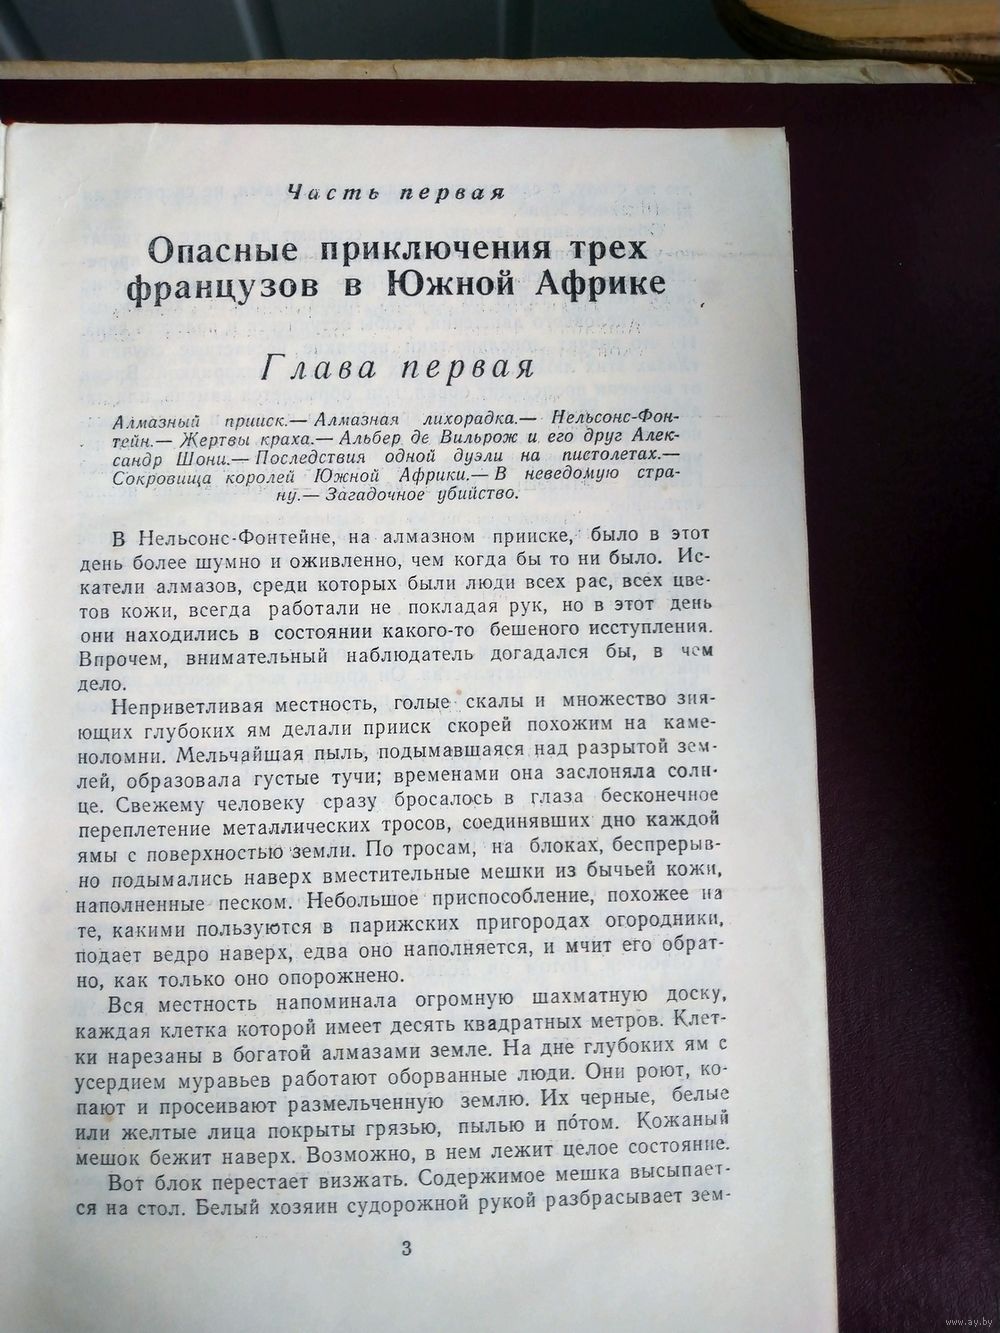 Часть первая
Опасные приключения трех
французов в Южной Африке
Глава первая
Алмазный прииск.— Алмазная лихорадка.— Нельсонс-Фон-
тейн.— Жертвы краха.— Альбер де Вильрож и его друг Алек-
сандр Шони.— Последствия одной дуэли на пистолетах.—
Сокровища королей Южной Африки.— В неведомую стра-
ну.— Загадочное убийство.
В Нельсонс-Фонтейне, на алмазном прииске, было в этот
день более шумно и оживленно, чем когда бы то ни было. Ис-
катели алмазов, среди которых были люди всех рас, всех цве-
тов кожи, всегда работали не покладая рук, но в этот день
они находились в состоянии какого-то бешеного исступления.
Впрочем, внимательный наблюдатель догадался бы, в чем
дело.
Неприветливая местность, голые скалы и множество зия-
ющих глубоких ям делали прииск скорей похожим на каме-
ноломни. Мельчайшая пыль, подымавшаяся над разрытой зем-
лей, образовала густые тучи; временами она заслоняла солн-
це. Свежему человеку сразу бросалось в глаза бесконечное
переплетение металлических тросов, соединявших дно каждой
ямы с поверхностью земли. По тросам, на блоках, беспрерыв-
но подымались наверх вместительные мешки из бычьей кожи,
наполненные песком. Небольшое приспособление, похожее на
те, какими пользуются в парижских пригородах огородники,
подает ведро наверх, едва оно наполняется, и мчит его обрат-
но, как только оно опорожнено.
Вся местность напоминала огромную шахматную доску,
каждая клетка которой имеет десять квадратных метров. Клет-
ки нарезаны в богатой алмазами земле. На дне глубоких ям с
усердием муравьев работают оборванные люди. Они роют, ко-
пают и просеивают размельченную землю. Их черные, белые
или желтые лица покрыты грязью, пылью и потом. Кожаный
мешок бежит наверх. Возможно, в нем лежит целое состояние.
Вот блок перестает визжать. Содержимое мешка высыпает-
ся на стол. Белый хозяин судорожной рукой разбрасывает зем-
3
www.ay.by